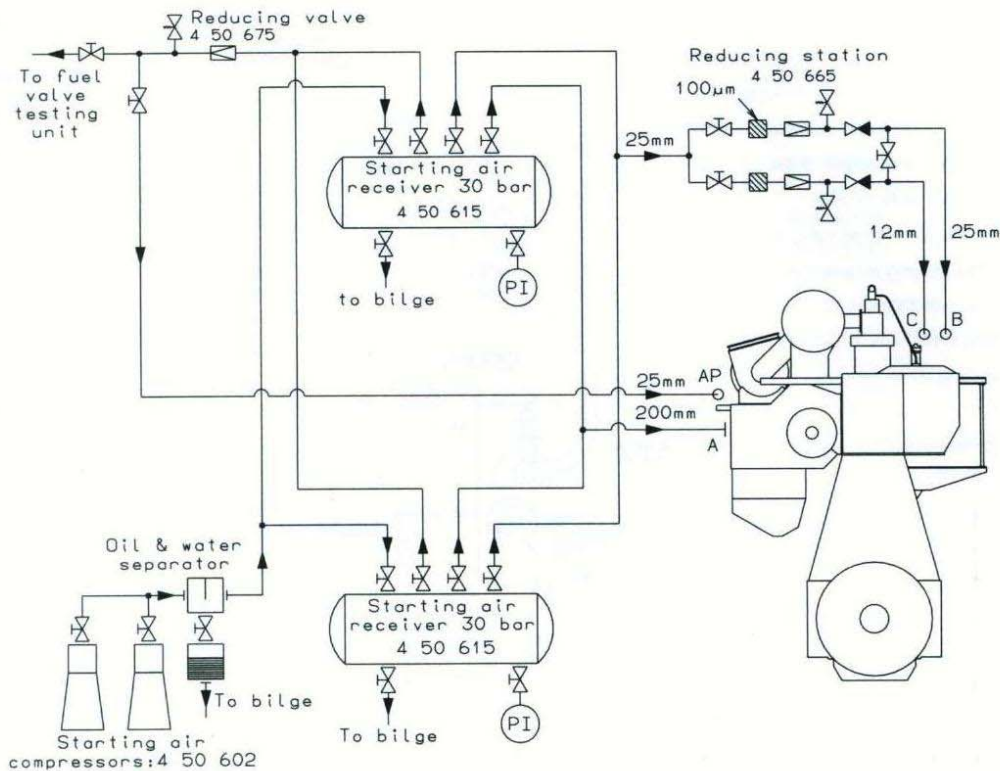 Reducing valve
4 50 675
To fuel
valve
testing
unit
Reducing station
4 50 665
100µm
25mm
Starting air
receiver 30 bar
4 50 615
to bilge
PI
12mm
25mm
C
B
25mm
AP
200mm
A
Oil & water
separator
Starting air
receiver 30 bar
4 50 615
To bilge
To bilge
PI
Starting air
compressors:4 50 602